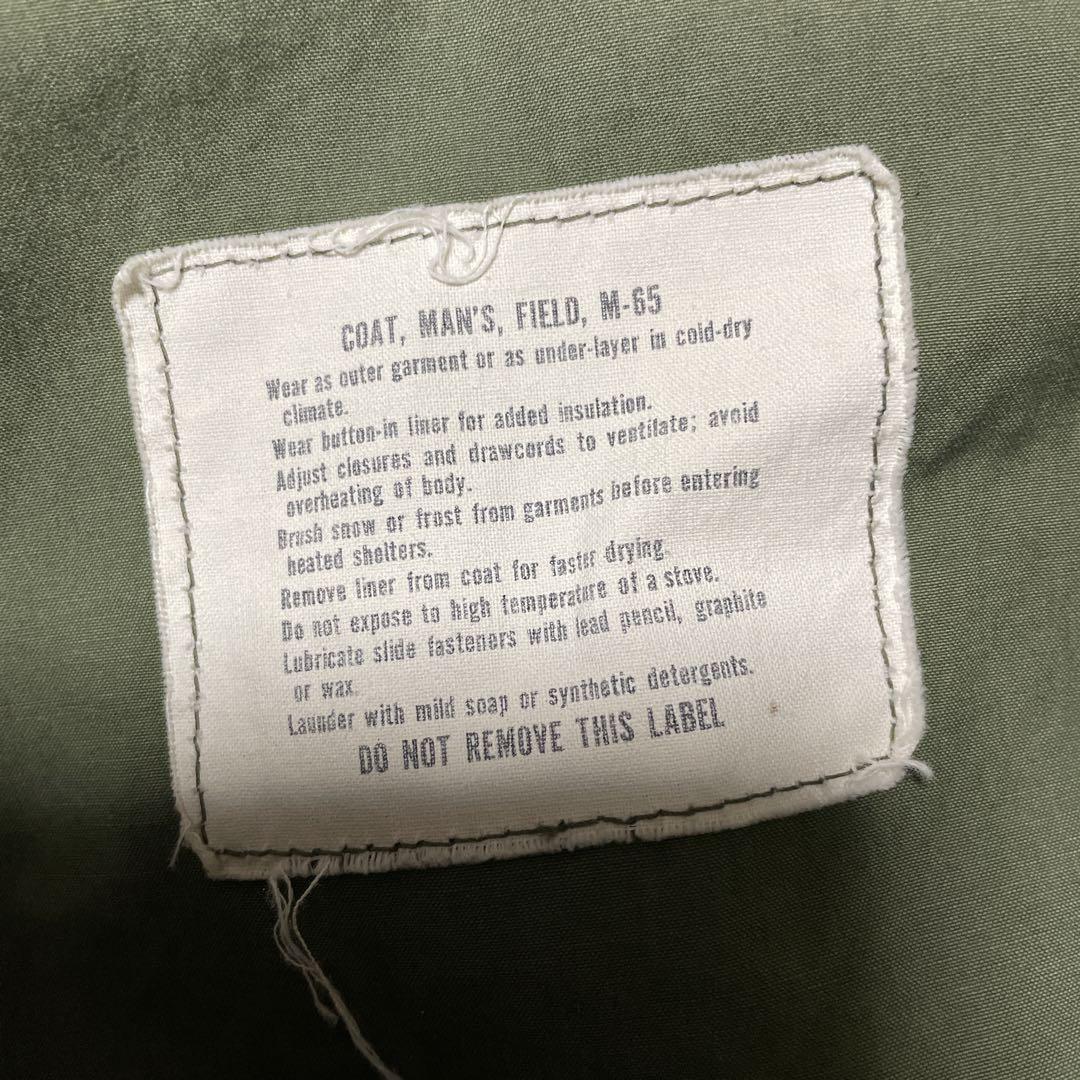 COAT, MAN'S, FIELD, M-65
Wear as outer garment or as under-layer in cold-dry
climate.
Wear button-in liner for added insulation.
Adjust closures and drawcords to ventilate; avoid
overheating of body.
Brush snow or frost from garments before entering
heated shelters.
Remove liner from coat for faster drying.
Do not expose to high temperature of a stove.
Lubricate slide fasteners with lead pencil, graphite
or wax.
Launder with mild soap or synthetic detergents.
DO NOT REMOVE THIS LABEL